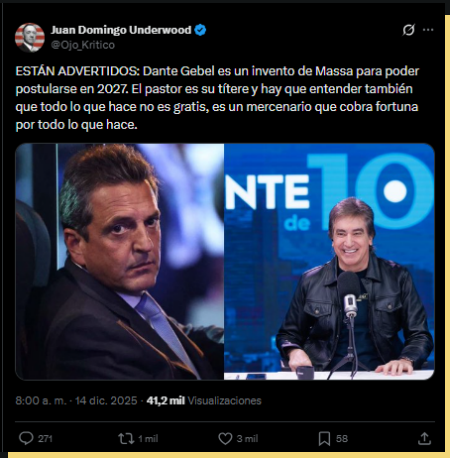 Juan Domingo Underwood
@Ojo_Kritico
ESTÁN ADVERTIDOS: Dante Gebel es un invento de Massa para poder
postularse en 2027. El pastor es su títere y hay que entender también
que todo lo que hace no es gratis, es un mercenario que cobra fortuna
por todo lo que hace.
NTE 10
de
8:00 a. m. · 14 dic. 2025 · 41,2 mil Visualizaciones
271 1 mil 3 mil 58